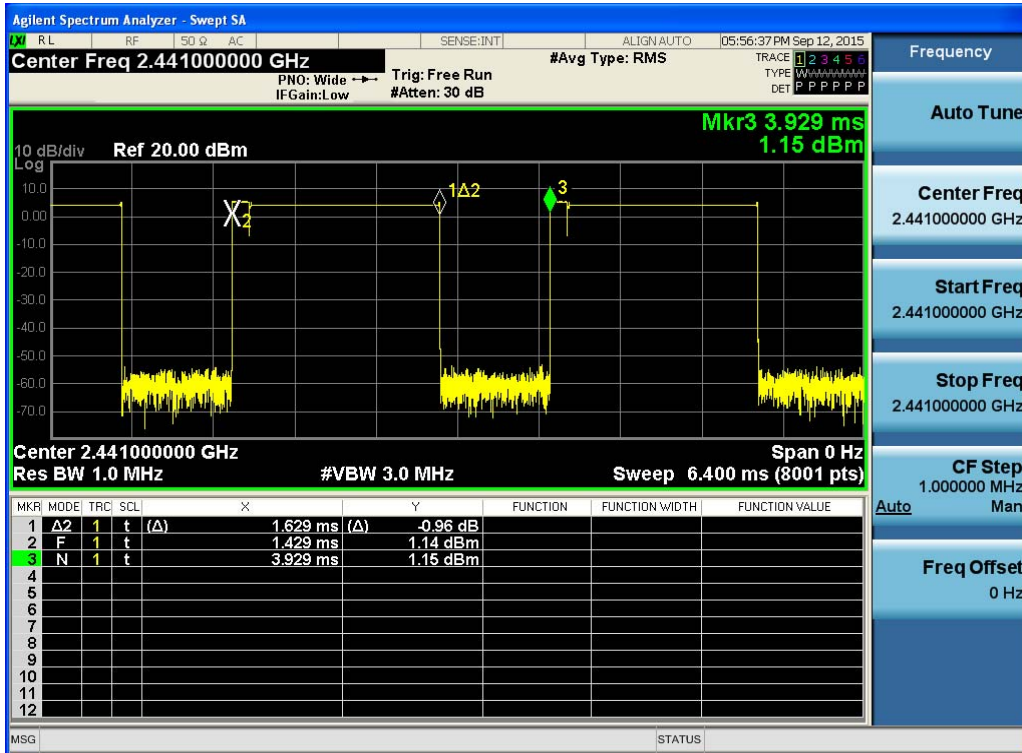 Agilent Spectrum Analyzer - Swept SA
LXI RL RF 50 Ω AC SENSE:INT ALIGN AUTO 05:56:37 PM Sep 12, 2015
Center Freq 2.441000000 GHz
#Avg Type: RMS
TRACE 1 2 3 4 5 6
TYPE W
DET P P P P P P
PNO: Wide Trig: Free Run
IFGain:Low #Atten: 30 dB
Mkr3 3.929 ms
1.15 dBm
10 dB/div Ref 20.00 dBm
Log
10.0
0.00
-10.0
-20.0
-30.0
-40.0
-50.0
-60.0
-70.0
X2
1Δ2
3
Center 2.441000000 GHz Span 0 Hz
Res BW 1.0 MHz #VBW 3.0 MHz Sweep 6.400 ms (8001 pts)
MKR MODE TRC SCL X Y FUNCTION FUNCTION WIDTH FUNCTION VALUE
1 Δ2 1 t (Δ) 1.629 ms (Δ) -0.96 dB
2 F 1 t 1.429 ms 1.14 dBm
3 N 1 t 3.929 ms 1.15 dBm
4
5
6
7
8
9
10
11
12
MSG STATUS
Frequency
Auto Tune
Center Freq
2.441000000 GHz
Start Freq
2.441000000 GHz
Stop Freq
2.441000000 GHz
CF Step
1.000000 MHz
Auto Man
Freq Offset
0 Hz